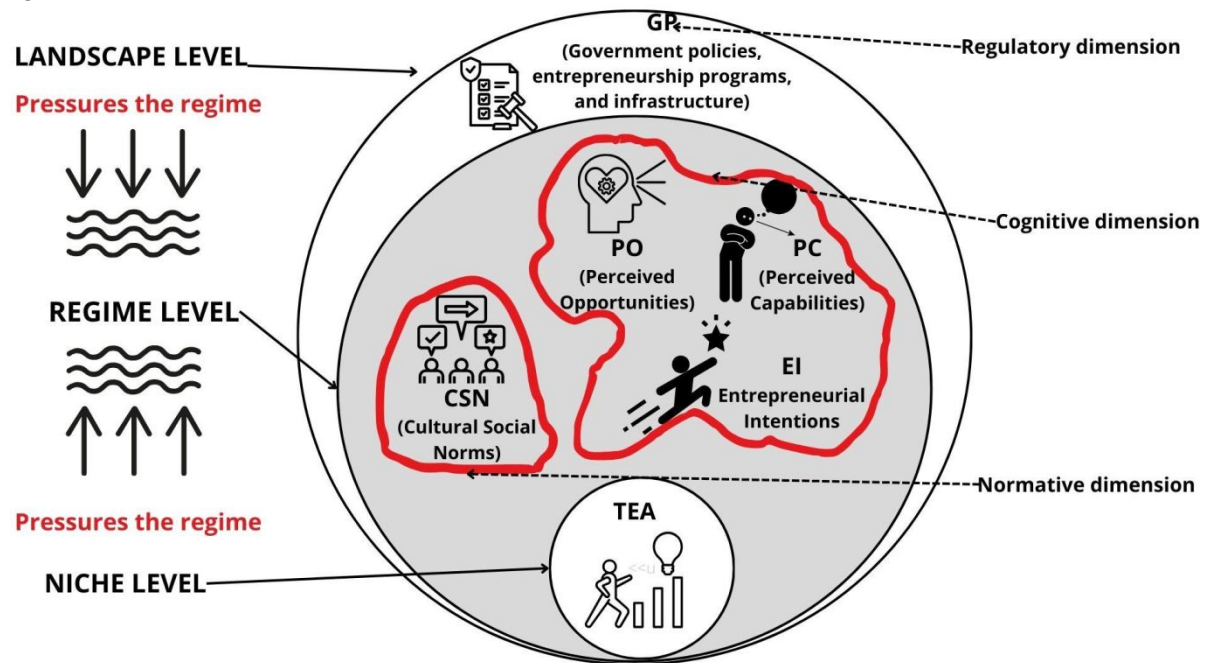 GP
(Government policies,
entrepreneurship programs,
and infrastructure)
Regulatory dimension
LANDSCAPE LEVEL
Pressures the regime
PO
(Perceived
Opportunities)
PC
(Perceived
Capabilities)
Cognitive dimension
REGIME LEVEL
EI
Entrepreneurial
Intentions
CSN
(Cultural Social
Norms)
Normative dimension
Pressures the regime
TEA
<<u
NICHE LEVEL